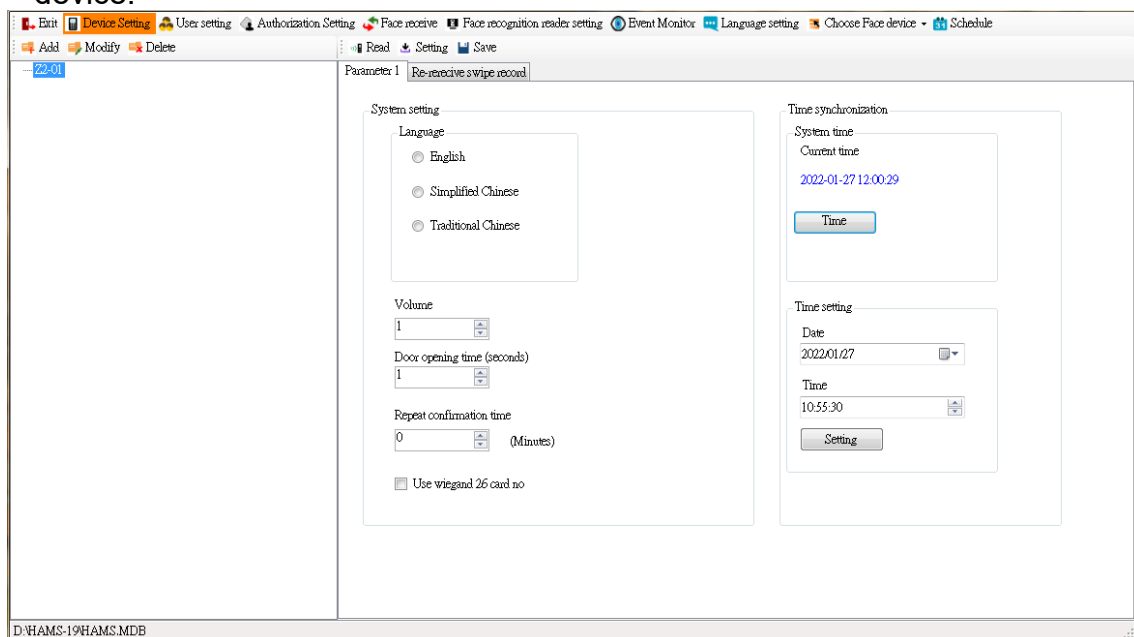 device.
Exit Device Setting User setting Authorization Setting Face receive Face recognition reader setting Event Monitor Language setting Choose Face device Schedule
Add Modify Delete
Read Setting Save
Z2-01
Parameter 1 Re-rerecive swipe record
System setting
Language
English
Simplified Chinese
Traditional Chinese
Volume
1
Door opening time (seconds)
1
Repeat confirmation time
0 (Minutes)
Use wiegand 26 card no
Time synchronization
System time
Current time
2022-01-27 12:00:29
Time
Time setting
Date
2022/01/27
Time
10:55:30
Setting
D:\HAMS-19\HAMS.MDB